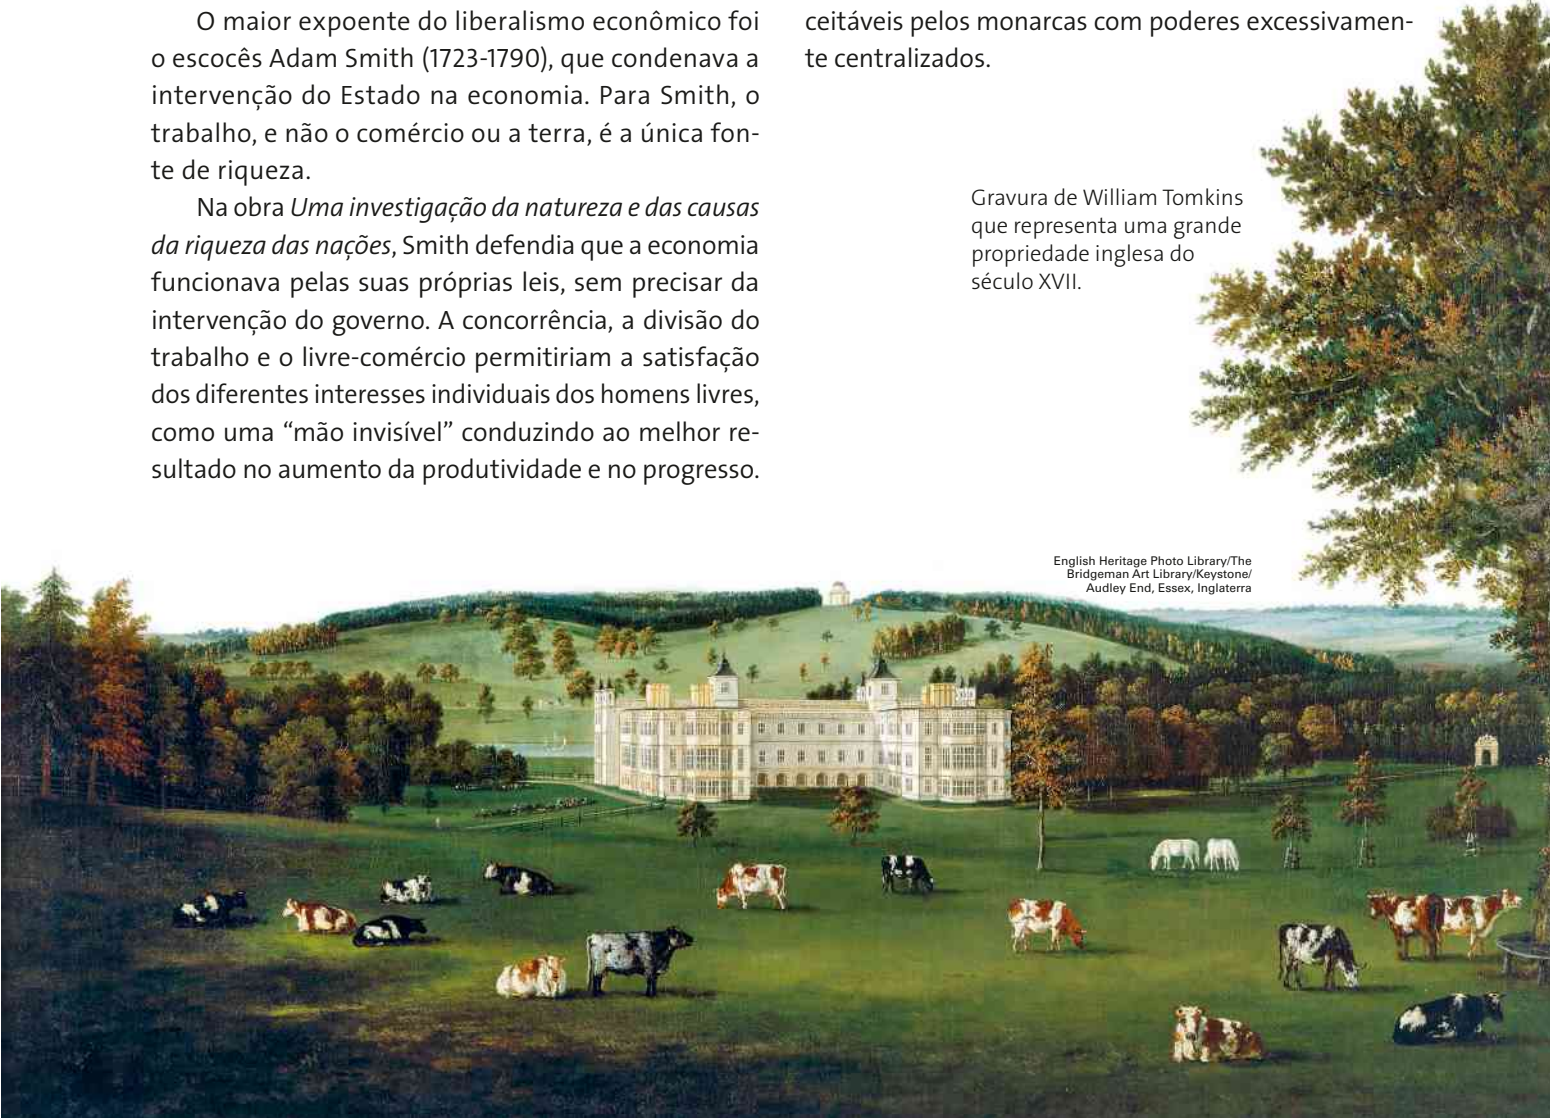 O maior expoente do liberalismo econômico foi
o escocês Adam Smith (1723-1790), que condenava a
intervenção do Estado na economia. Para Smith, o
trabalho, e não o comércio ou a terra, é a única fon-
te de riqueza.
Na obra Uma investigação da natureza e das causas
da riqueza das nações, Smith defendia que a economia
funcionava pelas suas próprias leis, sem precisar da
intervenção do governo. A concorrência, a divisão do
trabalho e o livre-comércio permitiriam a satisfação
dos diferentes interesses individuais dos homens livres,
como uma “mão invisível” conduzindo ao melhor re-
sultado no aumento da produtividade e no progresso.
ceitáveis pelos monarcas com poderes excessivamen-
te centralizados.
Gravura de William Tomkins
que representa uma grande
propriedade inglesa do
século XVII.
English Heritage Photo Library/The
Bridgeman Art Library/Keystone/
Audley End, Essex, Inglaterra